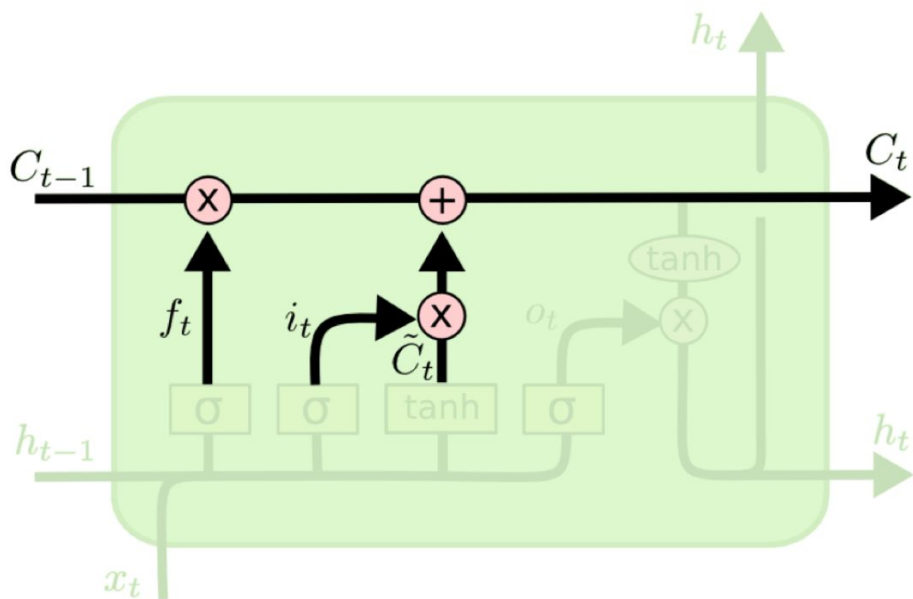 h_t
C_{t-1}
C_t
x
+
tanh
f_t
i_t
x
o_t
x
C̃_t
σ
σ
tanh
σ
h_{t-1}
h_t
x_t